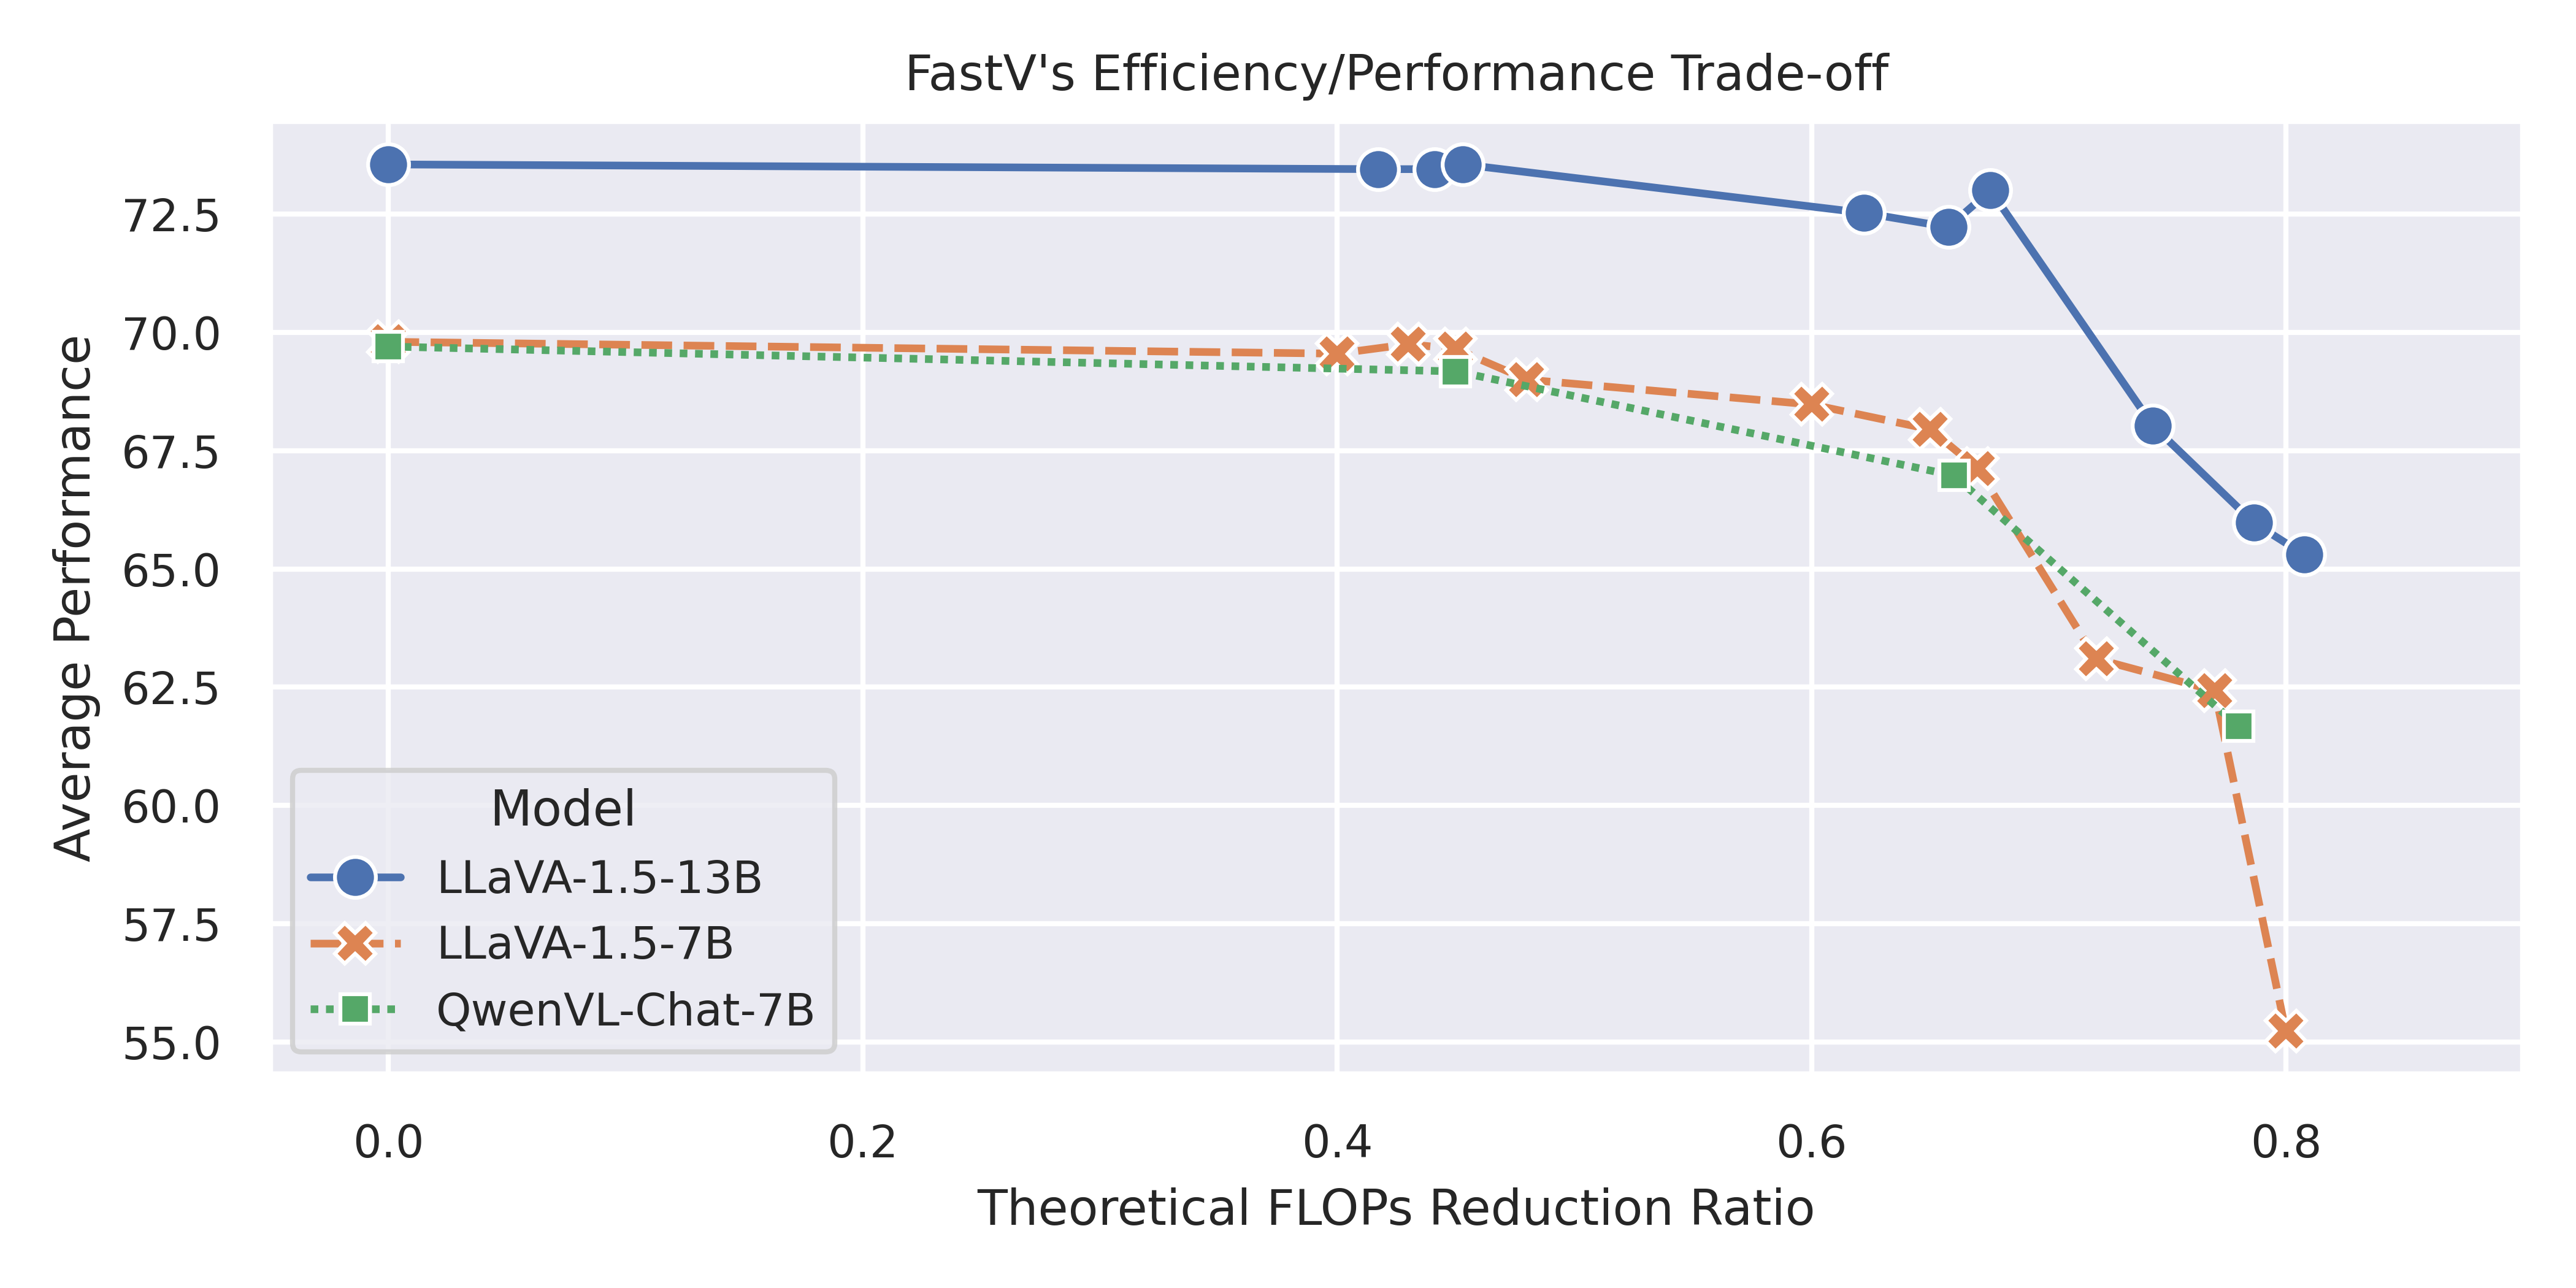 FastV's Efficiency/Performance Trade-off
Average Performance
72.5
70.0
67.5
65.0
62.5
60.0
57.5
55.0
Model
LLaVA-1.5-13B
LLaVA-1.5-7B
QwenVL-Chat-7B
0.0 0.2 0.4 0.6 0.8
Theoretical FLOPs Reduction Ratio